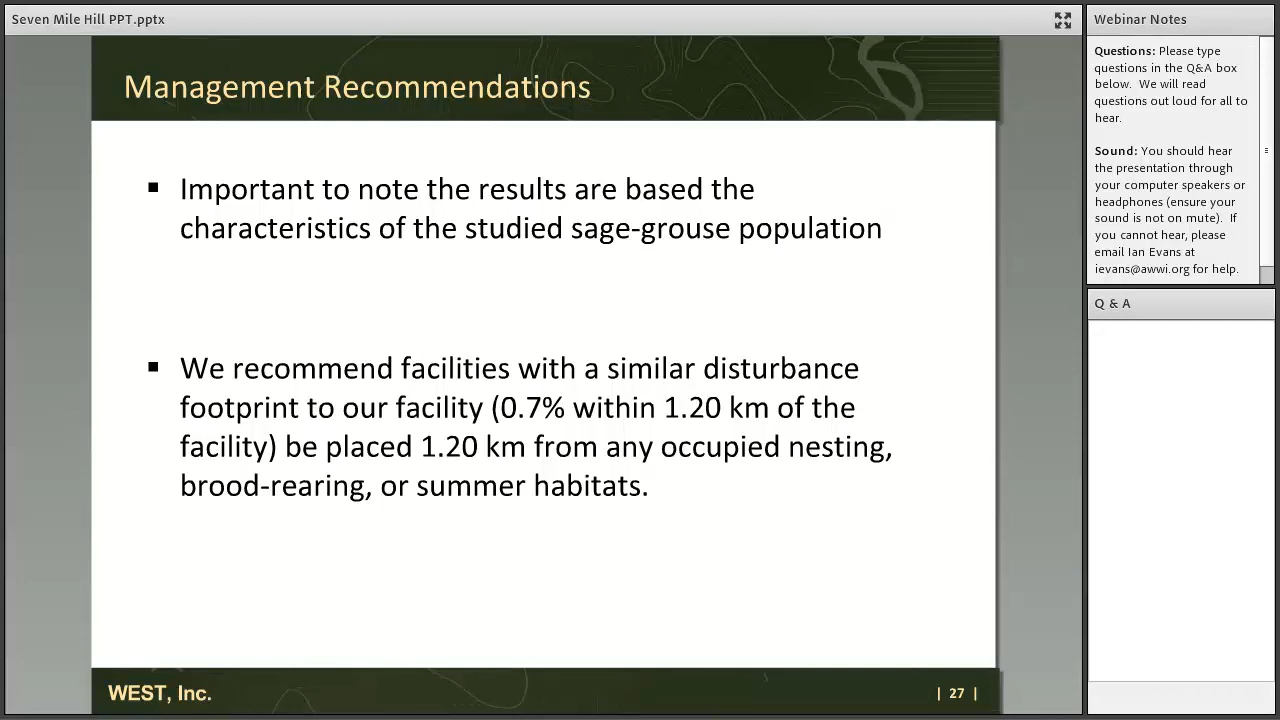 Seven Mile Hill PPT.pptx
Management Recommendations
▪ Important to note the results are based the
characteristics of the studied sage-grouse population
▪ We recommend facilities with a similar disturbance
footprint to our facility (0.7% within 1.20 km of the
facility) be placed 1.20 km from any occupied nesting,
brood-rearing, or summer habitats.
WEST, Inc.
| 27 |
Webinar Notes
Questions: Please type
questions in the Q&A box
below. We will read
questions out loud for all to
hear.
Sound: You should hear
the presentation through
your computer speakers or
headphones (ensure your
sound is not on mute). If
you cannot hear, please
email Ian Evans at
ievans@awwi.org for help.
Q & A